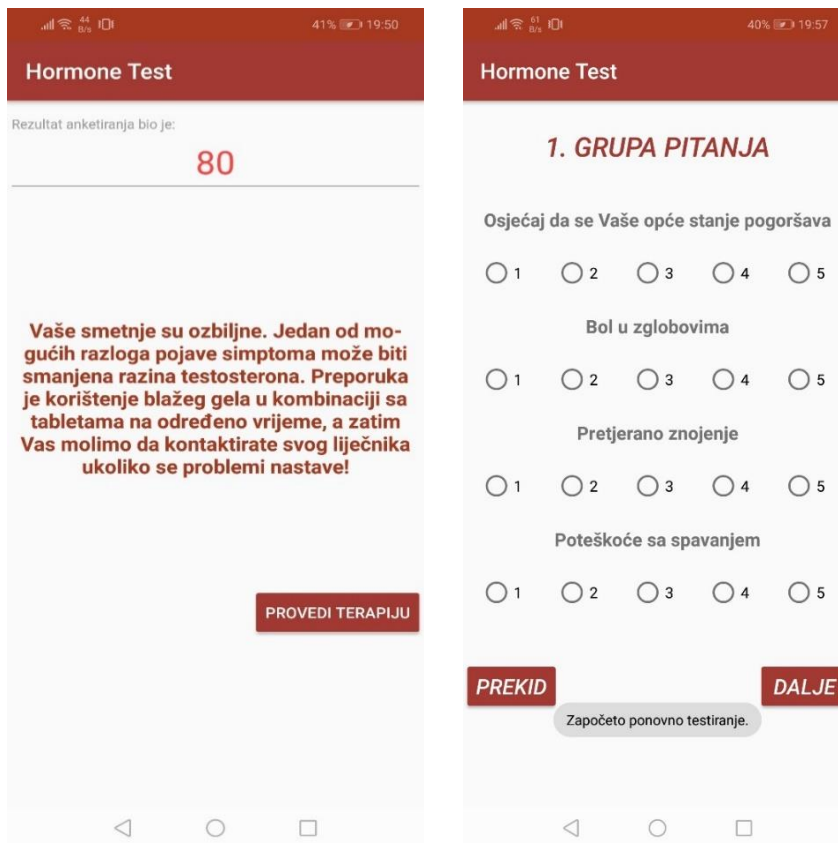 44 B/s 41% 19:50
Hormone Test
Rezultat anketiranja bio je:
80
Vaše smetnje su ozbiljne. Jedan od mo-
gućih razloga pojave simptoma može biti
smanjena razina testosterona. Preporuka
je korištenje blažeg gela u kombinaciji sa
tabletama na određeno vrijeme, a zatim
Vas molimo da kontaktirate svog liječnika
ukoliko se problemi nastave!
PROVEDI TERAPIJU
61 B/s 40% 19:57
Hormone Test
1. GRUPA PITANJA
Osjećaj da se Vaše opće stanje pogoršava
1 2 3 4 5
Bol u zglobovima
1 2 3 4 5
Pretjerano znojenje
1 2 3 4 5
Poteškoće sa spavanjem
1 2 3 4 5
PREKID DALJE
Započeto ponovno testiranje.